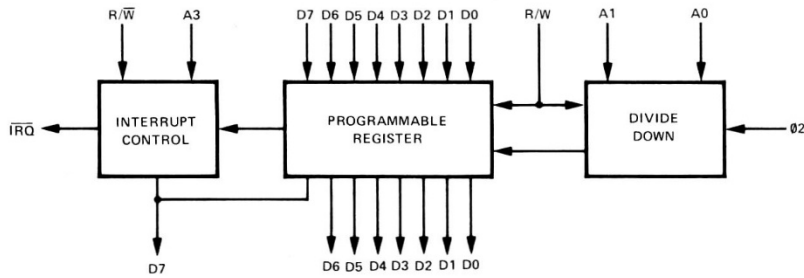 R/W̅ A3 D7 D6 D5 D4 D3 D2 D1 D0 R/W A1 A0
INTERRUPT CONTROL
PROGRAMMABLE REGISTER
DIVIDE DOWN
I̅R̅Q̅
Ø2
D7 D6 D5 D4 D3 D2 D1 D0